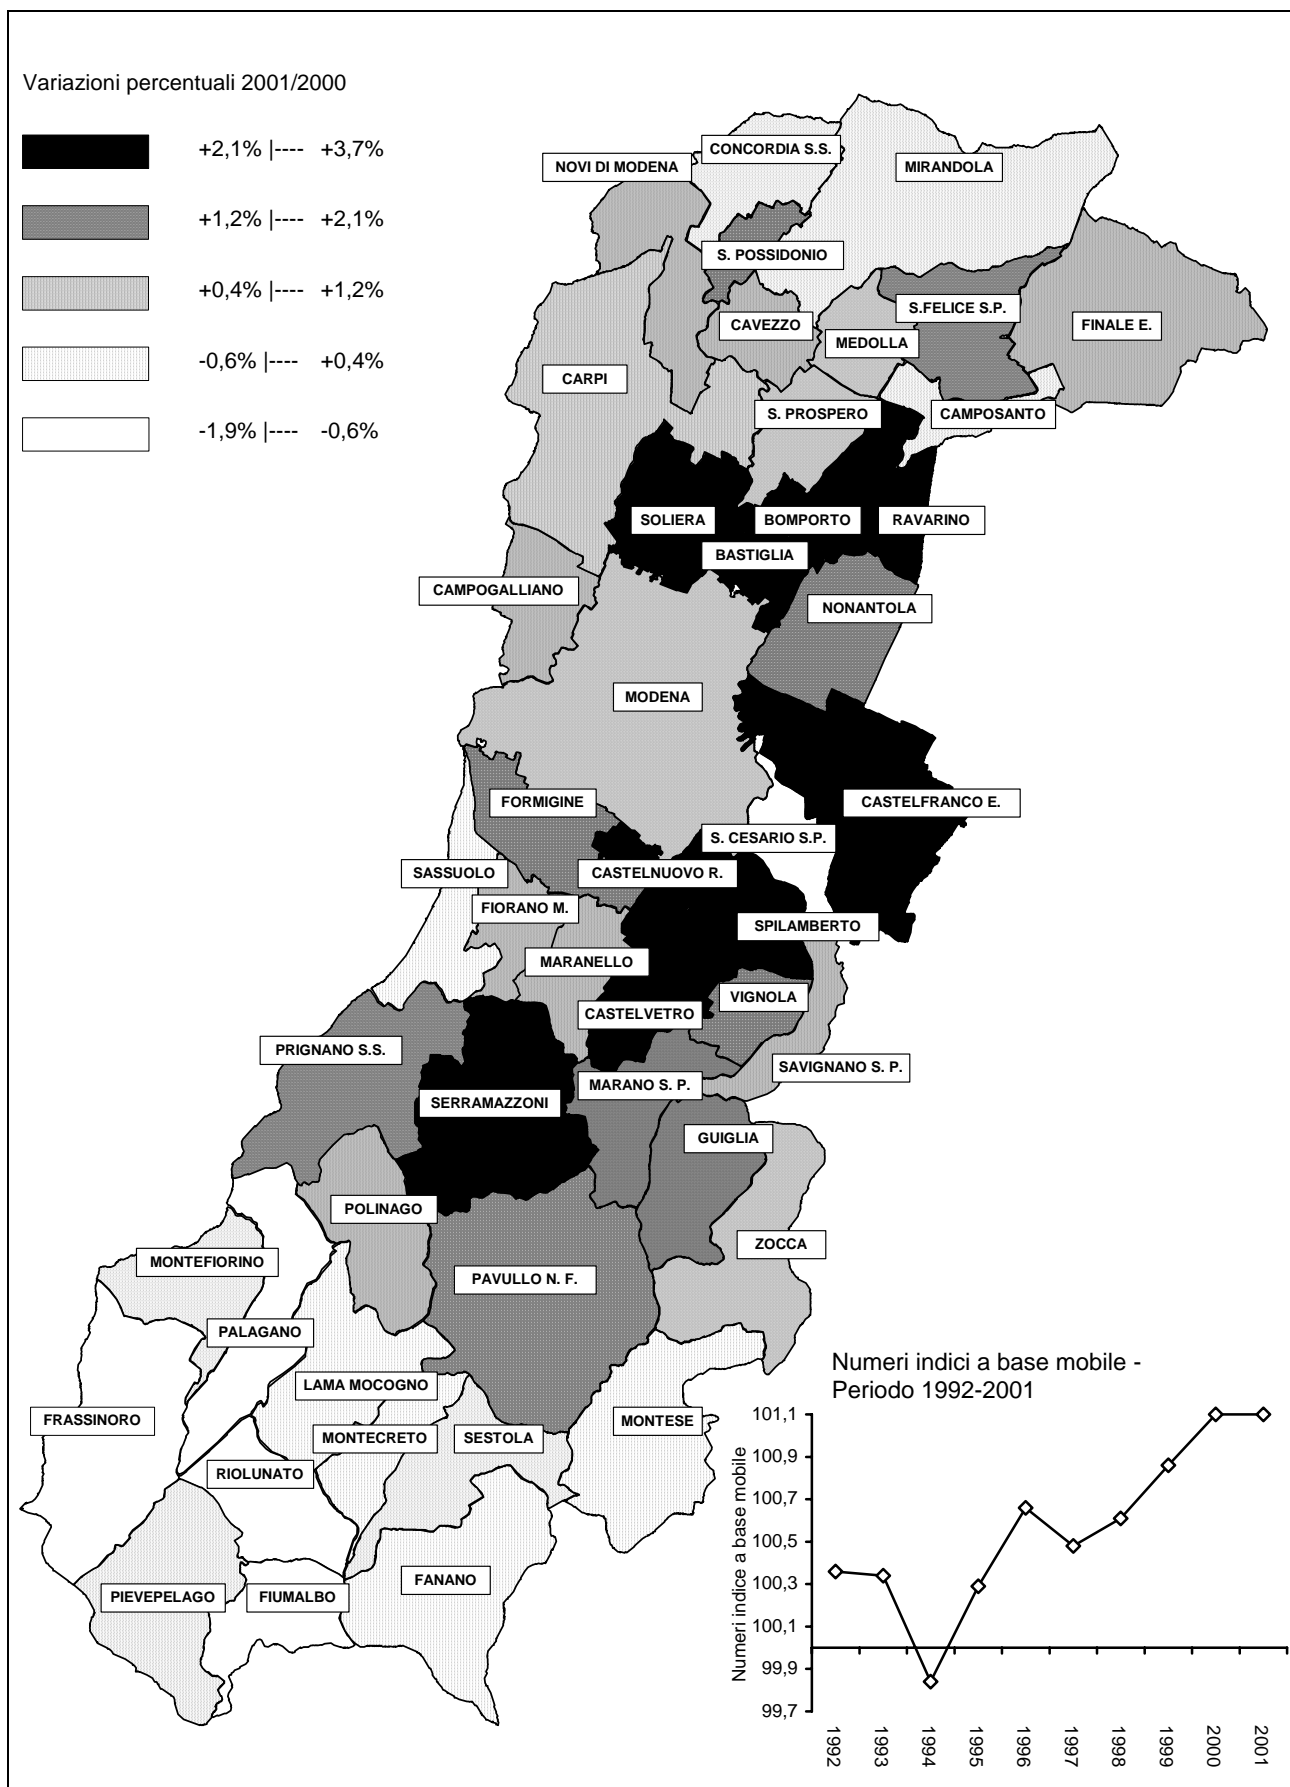 Variazioni percentuali 2001/2000
+2,1% |---- +3,7%
+1,2% |---- +2,1%
+0,4% |---- +1,2%
-0,6% |---- +0,4%
-1,9% |---- -0,6%
CONCORDIA S.S.
NOVI DI MODENA
MIRANDOLA
S. POSSIDONIO
S.FELICE S.P.
CAVEZZO
FINALE E.
MEDOLLA
CARPI
S. PROSPERO
CAMPOSANTO
SOLIERA
BOMPORTO
RAVARINO
BASTIGLIA
CAMPOGALLIANO
NONANTOLA
MODENA
FORMIGINE
CASTELFRANCO E.
S. CESARIO S.P.
SASSUOLO
CASTELNUOVO R.
FIORANO M.
SPILAMBERTO
MARANELLO
VIGNOLA
CASTELVETRO
PRIGNANO S.S.
SAVIGNANO S. P.
MARANO S. P.
SERRAMAZZONI
GUIGLIA
POLINAGO
ZOCCA
MONTEFIORINO
PAVULLO N. F.
PALAGANO
LAMA MOCOGNO
FRASSINORO
MONTESE
MONTECRETO
SESTOLA
RIOLUNATO
FANANO
PIEVEPELAGO
FIUMALBO
Numeri indici a base mobile -
Periodo 1992-2001
Numeri indice a base mobile
101,1
100,9
100,7
100,5
100,3
100,1
99,9
99,7
1992
1993
1994
1995
1996
1997
1998
1999
2000
2001